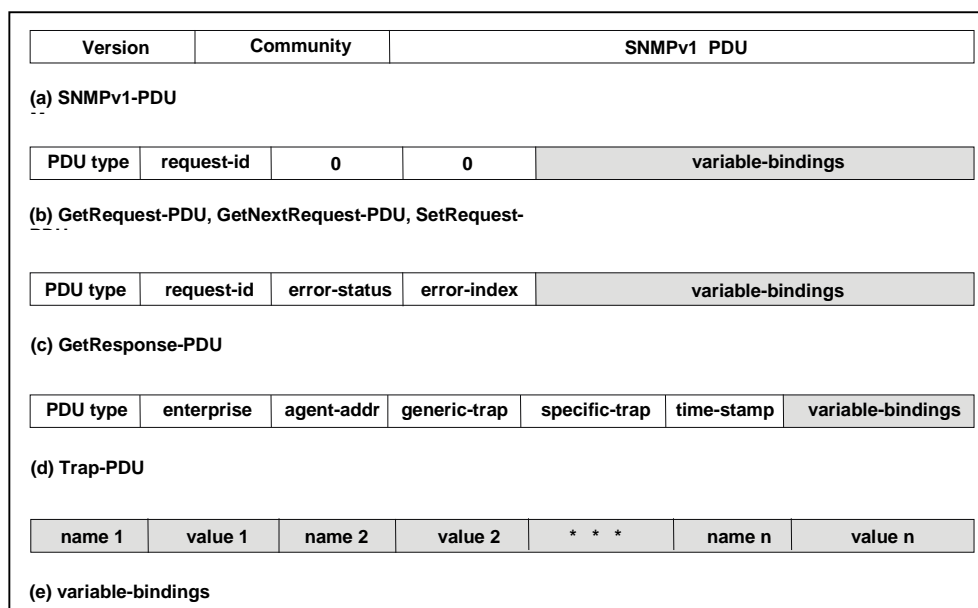 Version Community SNMPv1 PDU
(a) SNMPv1-PDU
PDU type request-id 0 0 variable-bindings
(b) GetRequest-PDU, GetNextRequest-PDU, SetRequest-
PDU type request-id error-status error-index variable-bindings
(c) GetResponse-PDU
PDU type enterprise agent-addr generic-trap specific-trap time-stamp variable-bindings
(d) Trap-PDU
name 1 value 1 name 2 value 2 * * * name n value n
(e) variable-bindings